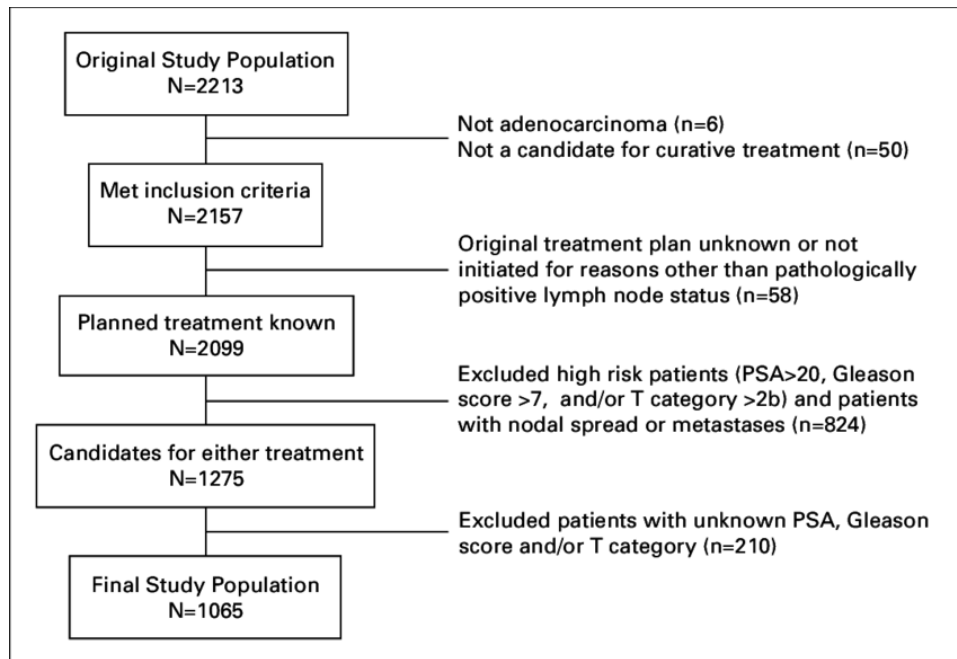 Original Study Population
N=2213
Not adenocarcinoma (n=6)
Not a candidate for curative treatment (n=50)
Met inclusion criteria
N=2157
Original treatment plan unknown or not
initiated for reasons other than pathologically
positive lymph node status (n=58)
Planned treatment known
N=2099
Excluded high risk patients (PSA>20, Gleason
score >7, and/or T category >2b) and patients
with nodal spread or metastases (n=824)
Candidates for either treatment
N=1275
Excluded patients with unknown PSA, Gleason
score and/or T category (n=210)
Final Study Population
N=1065